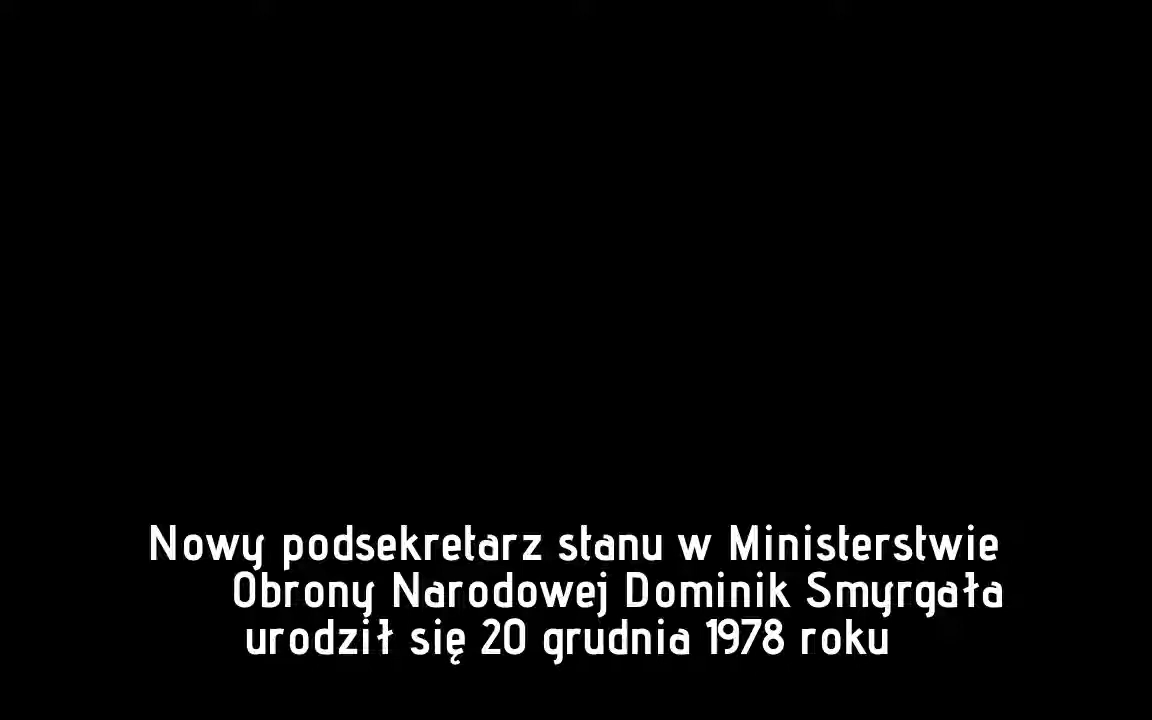 Nowy podsekretarz stanu w Ministerstwie
Obrony Narodowej Dominik Smyrgała
urodził się 20 grudnia 1978 roku